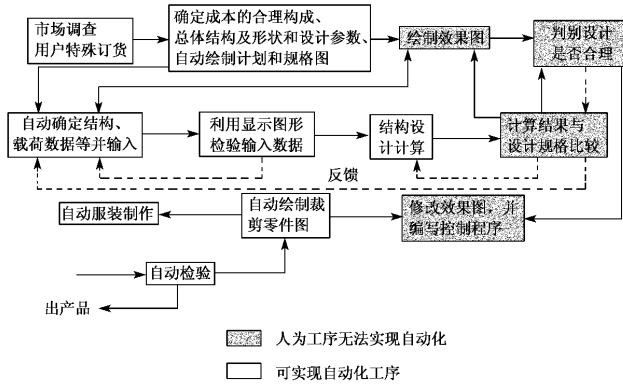 市场调查
用户特殊订货
确定成本的合理构成、
总体结构及形状和设计参数、
自动绘制计划和规格图
绘制效果图
判别设计
是否合理
自动确定结构、
载荷数据等并输入
利用显示图形
检验输入数据
结构设
计计算
计算结果与
设计规格比较
反馈
自动服装制作
自动绘制裁
剪零件图
修改效果图，并
编写控制程序
自动检验
出产品
人为工序无法实现自动化
可实现自动化工序